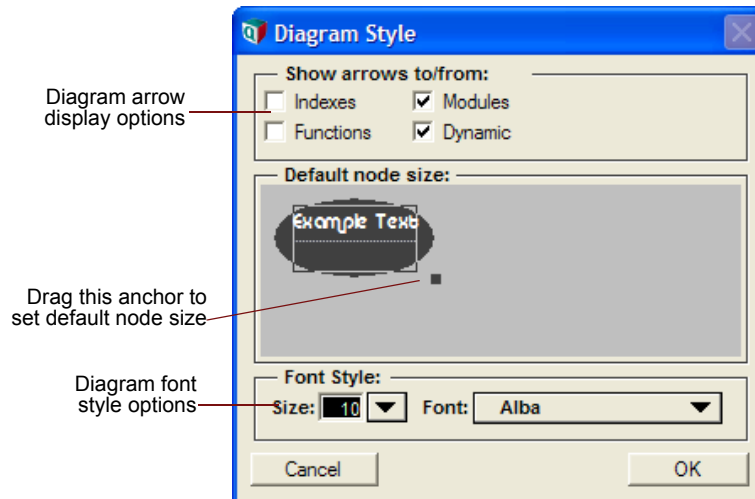 Diagram Style
Show arrows to/from:
Diagram arrow
display options
Indexes
Modules
Functions
Dynamic
Default node size:
Example Text
Drag this anchor to
set default node size
Font Style:
Diagram font
style options
Size: 10 Font: Alba
Cancel OK